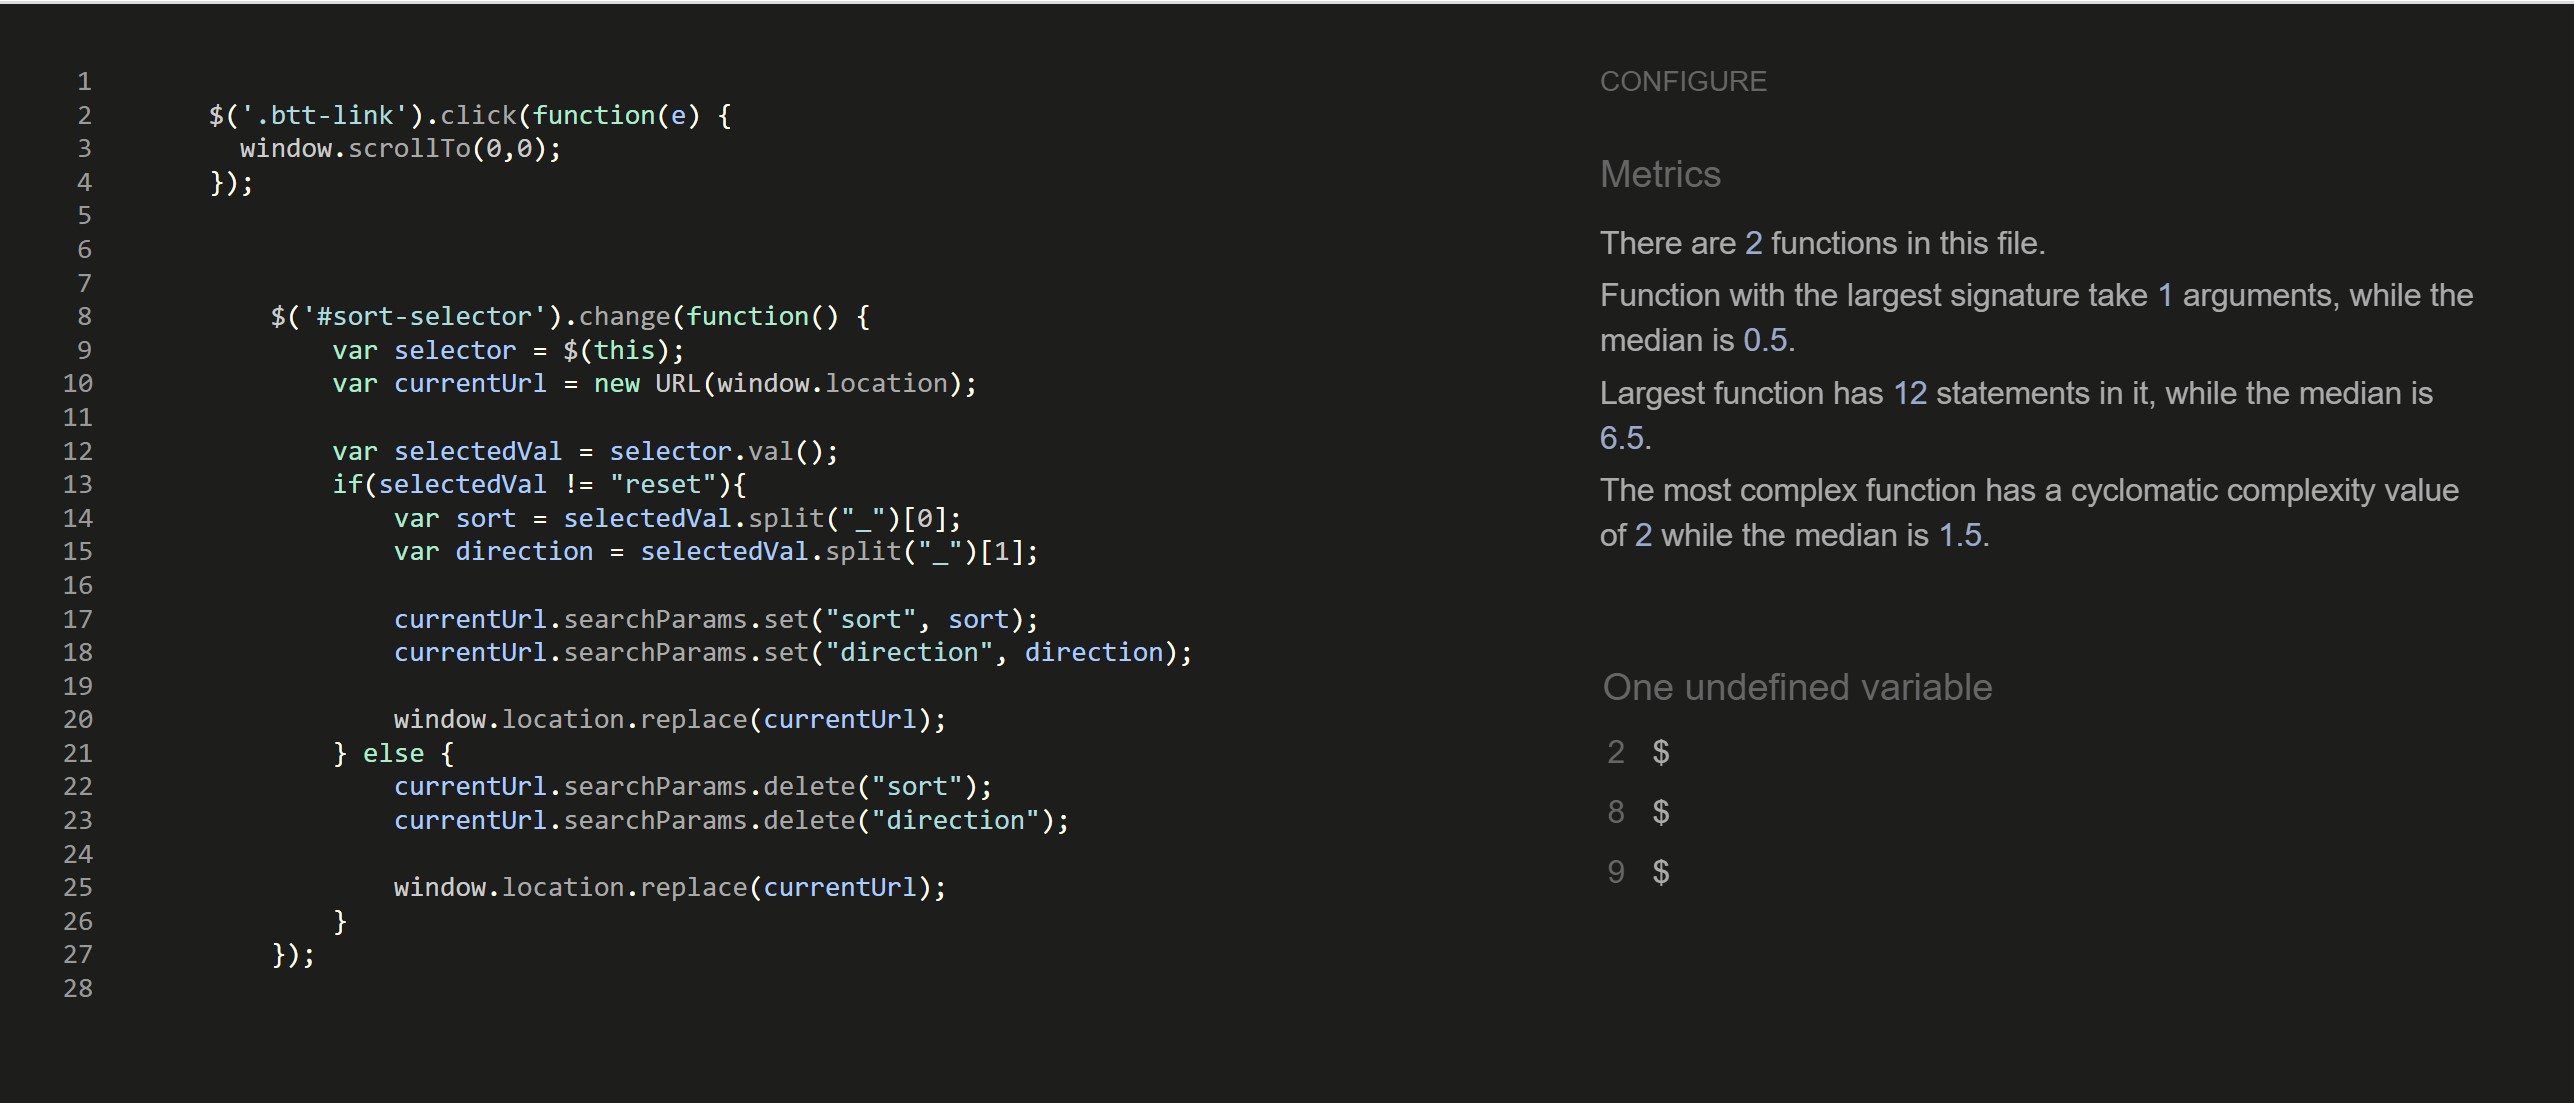 1
2 $('.btt-link').click(function(e) {
3 window.scrollTo(0,0);
4 });
5
6
7
8 $('#sort-selector').change(function() {
9 var selector = $(this);
10 var currentUrl = new URL(window.location);
11
12 var selectedVal = selector.val();
13 if(selectedVal != "reset"){
14 var sort = selectedVal.split("_")[0];
15 var direction = selectedVal.split("_")[1];
16
17 currentUrl.searchParams.set("sort", sort);
18 currentUrl.searchParams.set("direction", direction);
19
20 window.location.replace(currentUrl);
21 } else {
22 currentUrl.searchParams.delete("sort");
23 currentUrl.searchParams.delete("direction");
24
25 window.location.replace(currentUrl);
26 }
27 });
28
CONFIGURE
Metrics
There are 2 functions in this file.
Function with the largest signature take 1 arguments, while the
median is 0.5.
Largest function has 12 statements in it, while the median is
6.5.
The most complex function has a cyclomatic complexity value
of 2 while the median is 1.5.
One undefined variable
2 $
8 $
9 $